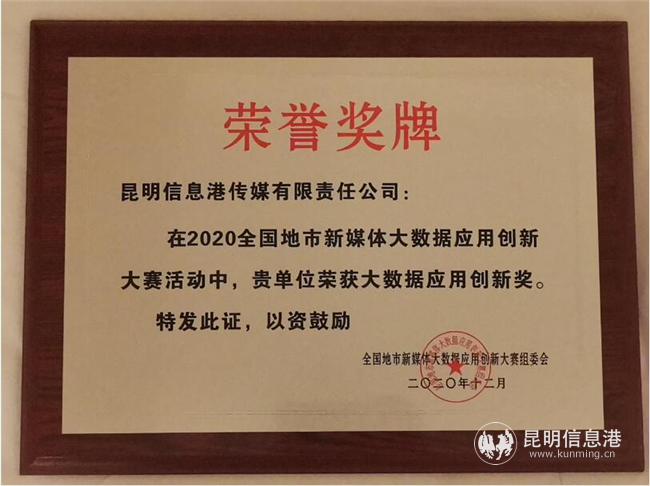 荣誉奖牌
昆明信息港传媒有限责任公司：
在2020全国地市新媒体大数据应用创新
大赛活动中，贵单位荣获大数据应用创新奖。
特发此证，以资鼓励
全国地市新媒体大数据应用创新大赛组委会
二〇二〇年十二月
昆明信息港
www.kunming.cn